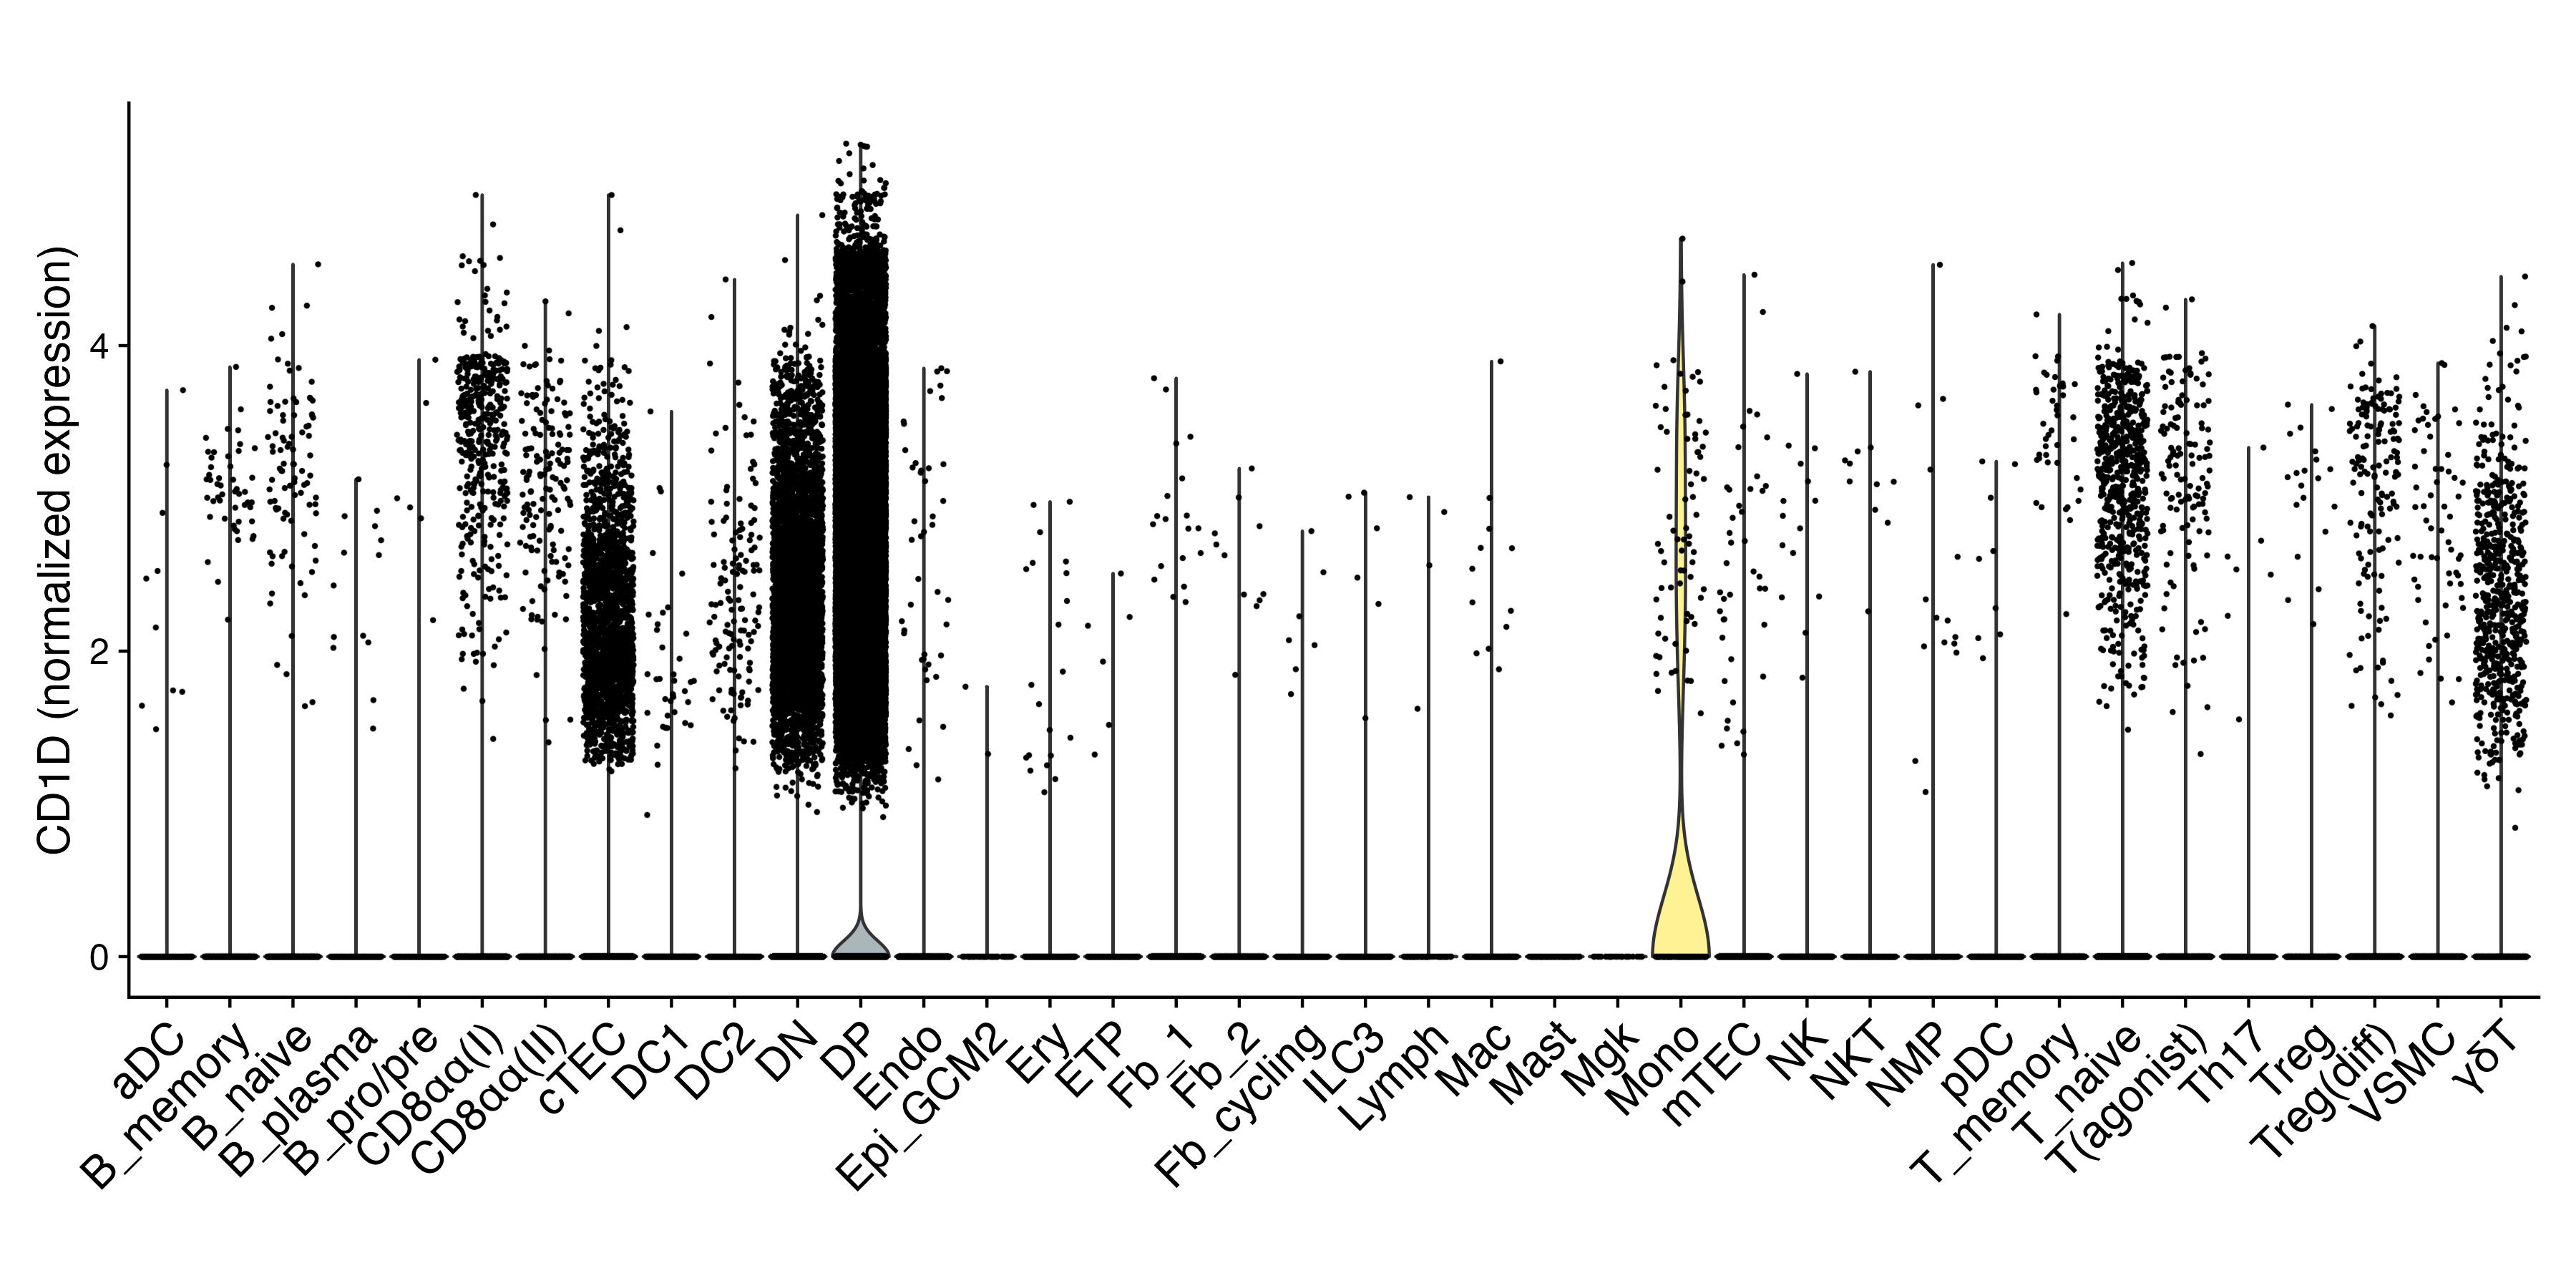 CD1D (normalized expression)
4
2
0
aDC
B_memory
B_naive
B_plasma
B_pro/pre
CD8αα(I)
CD8αα(II)
cTEC
DC1
DC2
DN
DP
Endo
Epi_GCM2
Ery
ETP
Fb_1
Fb_2
Fb_cycling
ILC3
Lymph
Mac
Mast
Mgk
Mono
mTEC
NK
NKT
NMP
pDC
T_memory
T_naive
T(agonist)
Th17
Treg
Treg(diff)
VSMC
γδT